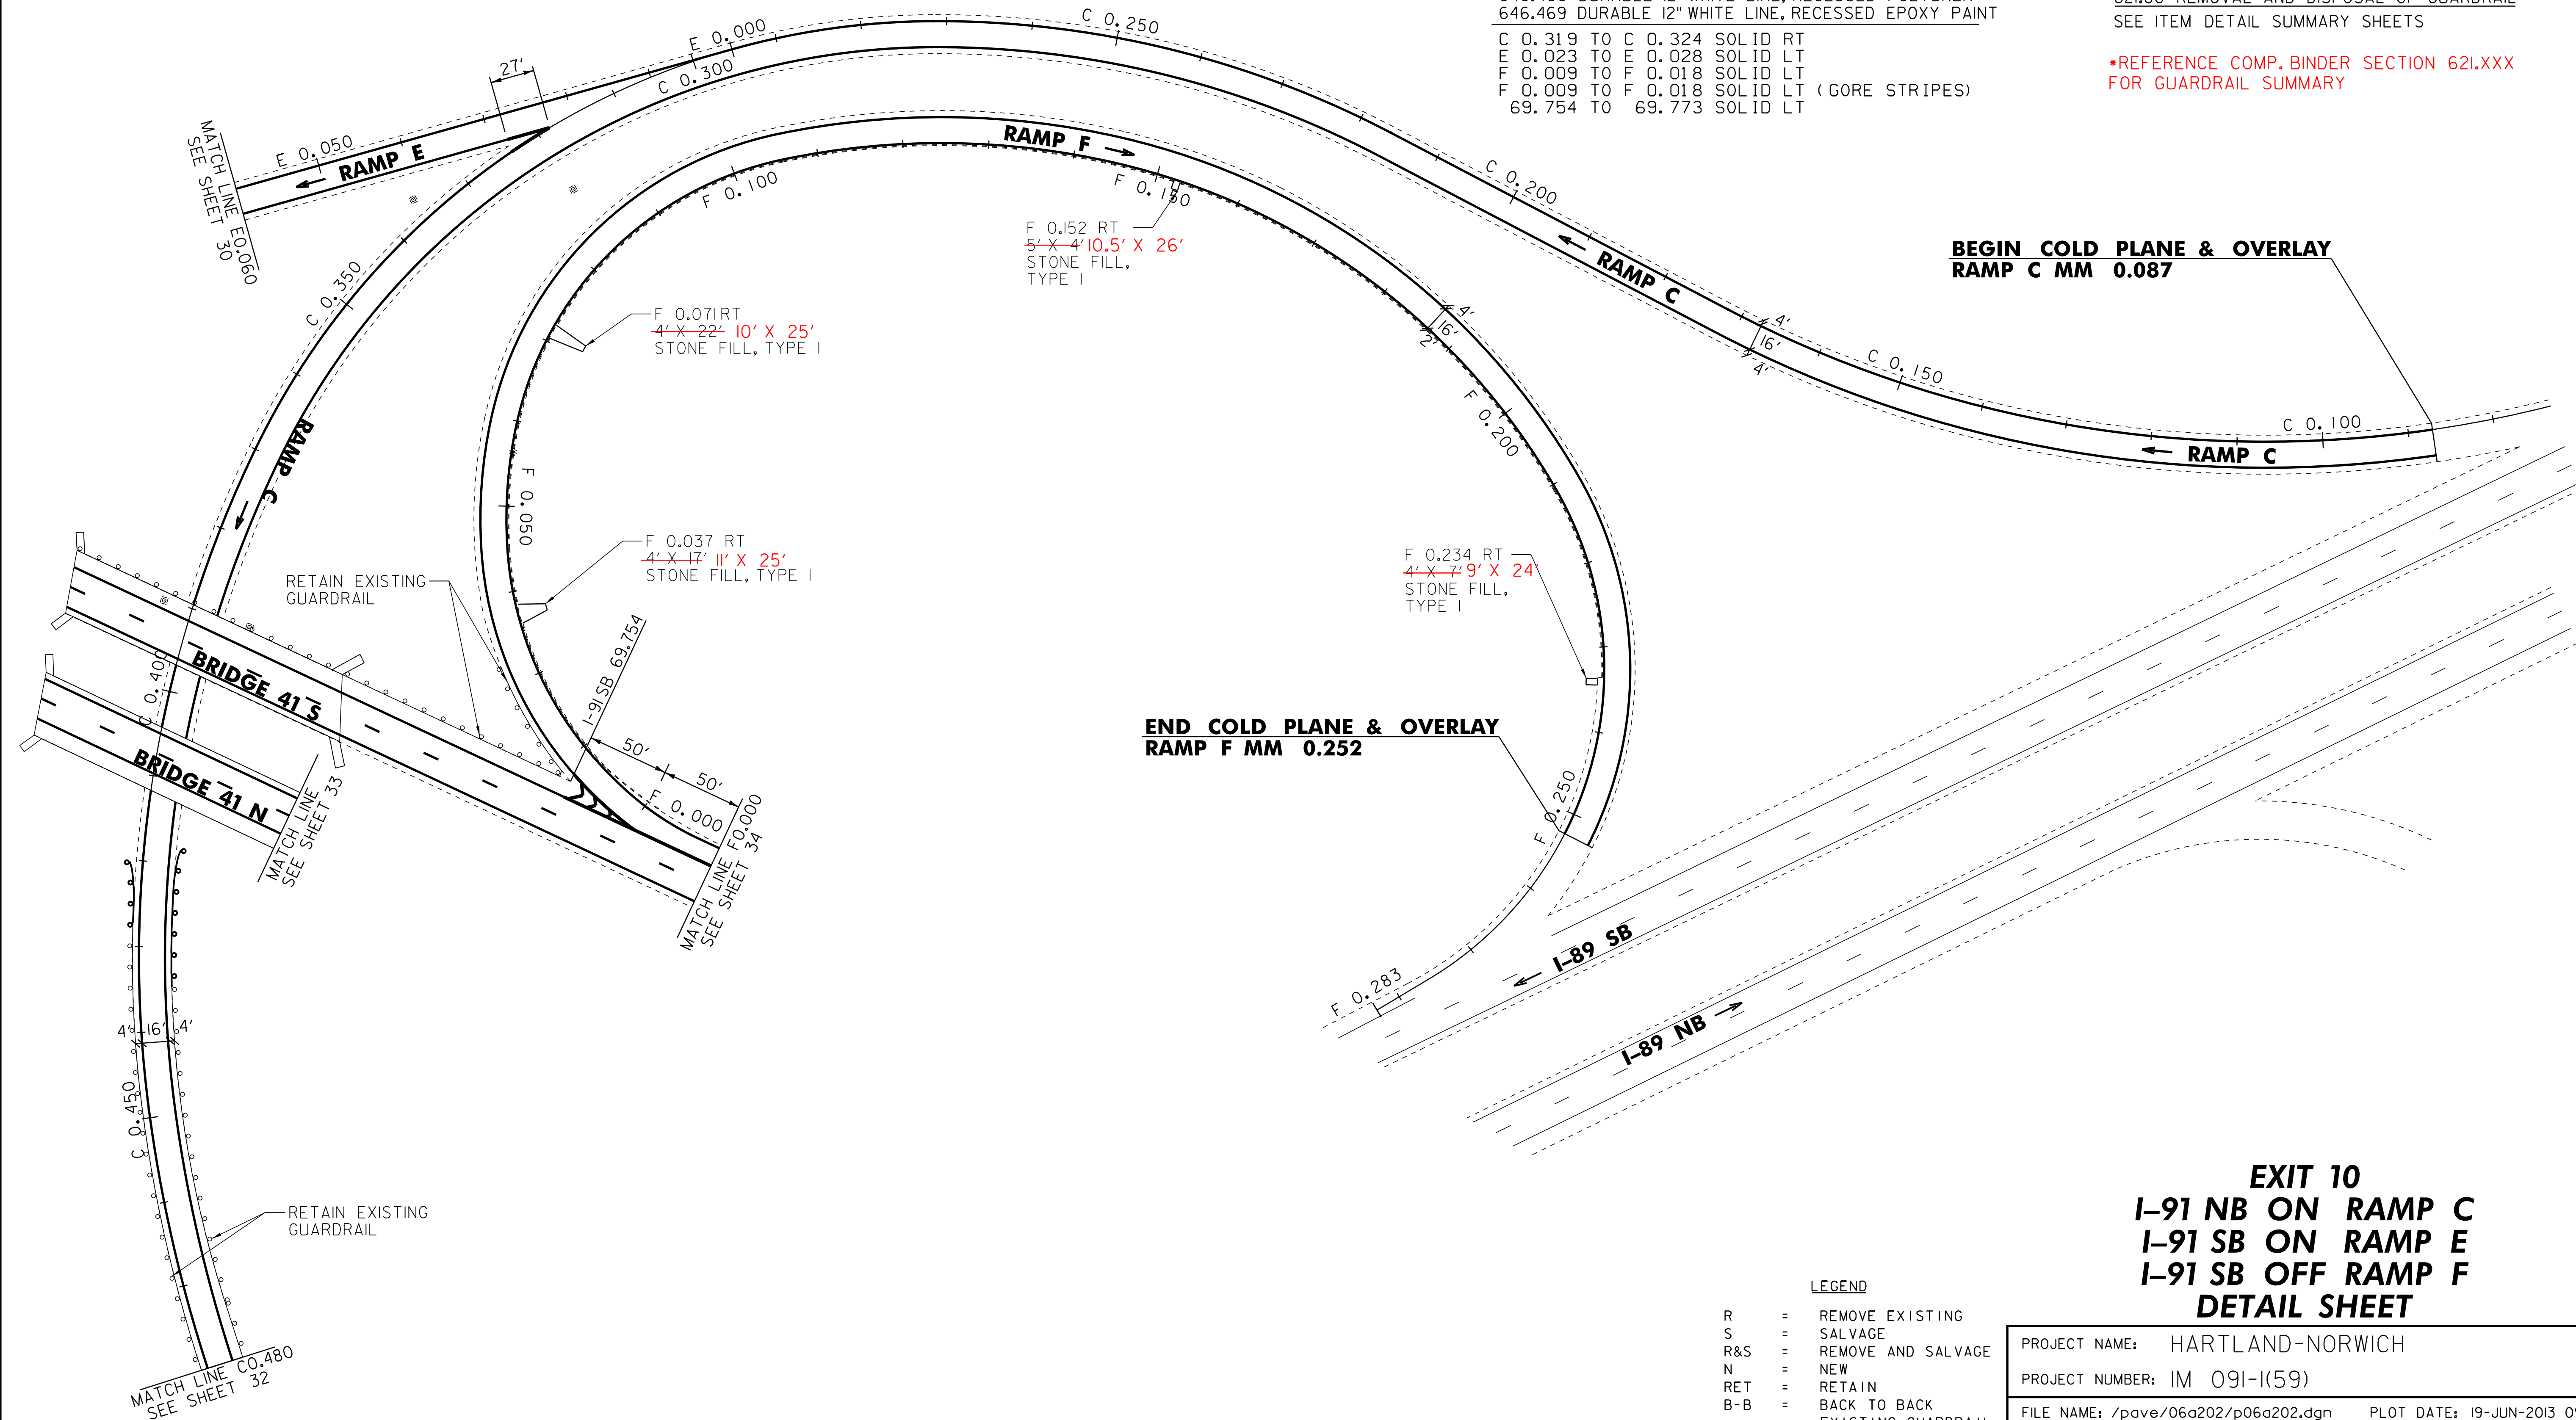 646.469 DURABLE 12" WHITE LINE, RECESSED EPOXY PAINT
C 0.319 TO C 0.324 SOLID RT
E 0.023 TO E 0.028 SOLID LT
F 0.009 TO F 0.018 SOLID LT
F 0.009 TO F 0.018 SOLID LT (GORE STRIPES)
69.754 TO 69.773 SOLID LT
SEE ITEM DETAIL SUMMARY SHEETS
*REFERENCE COMP. BINDER SECTION 621.XXX
FOR GUARDRAIL SUMMARY
E 0.000
C 0.250
27'
C 0.300
MATCH LINE E0.060
SEE SHEET 30
E 0.050
RAMP E
RAMP F
F 0.100
F 0.150
C 0.200
F 0.152 RT
5' X 4' 10.5' X 26'
STONE FILL,
TYPE I
RAMP C
BEGIN COLD PLANE & OVERLAY
RAMP C MM 0.087
C 0.350
F 0.071 RT
4' X 22' 10' X 25'
STONE FILL, TYPE I
4'
16'
2'
4'
16'
4'
C 0.150
C 0.100
RAMP C
F 0.200
RAMP C
F 0.050
F 0.037 RT
4' X 17' 11' X 25'
STONE FILL, TYPE I
RETAIN EXISTING
GUARDRAIL
F 0.234 RT
4' X 7' 9' X 24'
STONE FILL,
TYPE I
I-91 SB 69.754
C 0.400
BRIDGE 41 S
BRIDGE 41 N
50'
50'
F 0.000
MATCH LINE
SEE SHEET 33
MATCH LINE F0.000
SEE SHEET 34
END COLD PLANE & OVERLAY
RAMP F MM 0.252
F 0.250
I-89 SB
F 0.283
I-89 NB
4'
16'
4'
C 0.450
RETAIN EXISTING
GUARDRAIL
MATCH LINE C0.480
SEE SHEET 32
EXIT 10
I-91 NB ON RAMP C
I-91 SB ON RAMP E
I-91 SB OFF RAMP F
DETAIL SHEET
LEGEND
R = REMOVE EXISTING
S = SALVAGE
R&S = REMOVE AND SALVAGE
N = NEW
RET = RETAIN
B-B = BACK TO BACK
PROJECT NAME: HARTLAND-NORWICH
PROJECT NUMBER: IM 091-1(59)
FILE NAME: /pave/06a202/p06a202.dgn PLOT DATE: 19-JUN-2013